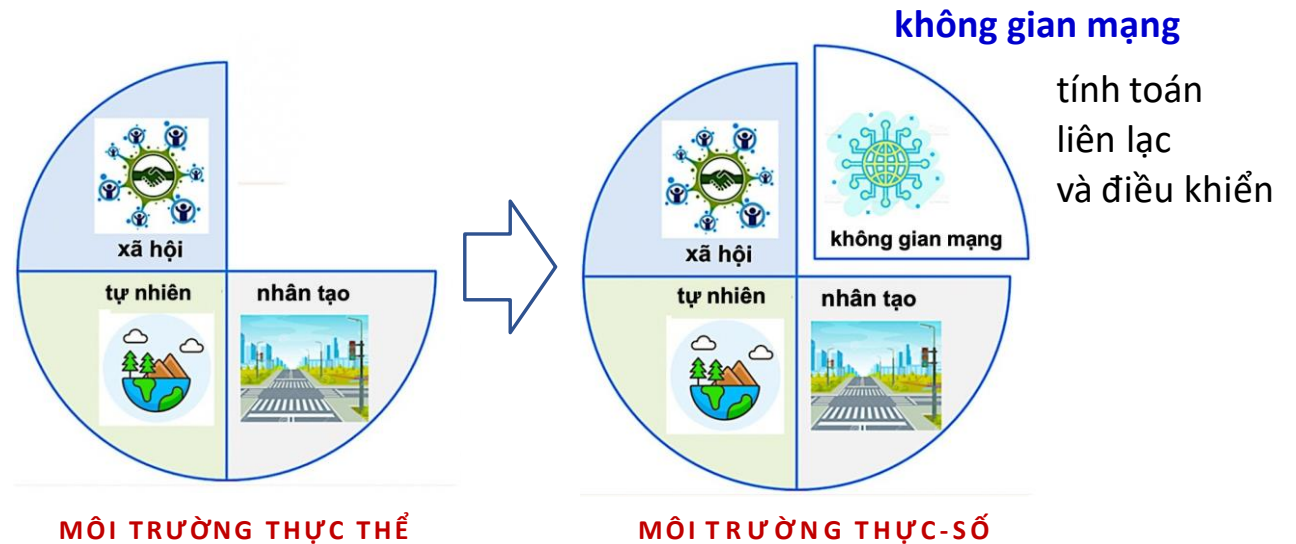 không gian mạng
tính toán
liên lạc
và điều khiển
xã hội
tự nhiên
nhân tạo
không gian mạng
xã hội
tự nhiên
nhân tạo
MÔI TRƯỜNG THỰC THỂ
MÔI TRƯỜNG THỰC-SỐ